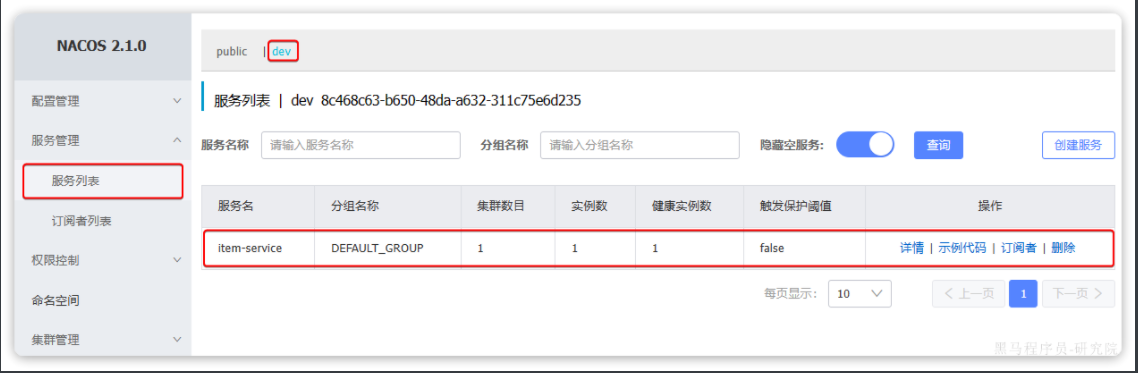 NACOS 2.1.0
配置管理
服务管理
服务列表
订阅者列表
权限控制
命名空间
集群管理
public | dev
服务列表 | dev 8c468c63-b650-48da-a632-311c75e6d235
服务名称 请输入服务名称 分组名称 请输入分组名称 隐藏空服务: 查询 创建服务
服务名 分组名称 集群数目 实例数 健康实例数 触发保护阈值 操作
item-service DEFAULT_GROUP 1 1 1 false 详情 | 示例代码 | 订阅者 | 删除
每页显示: 10 < 上一页 1 下一页 >
黑马程序员-研究院